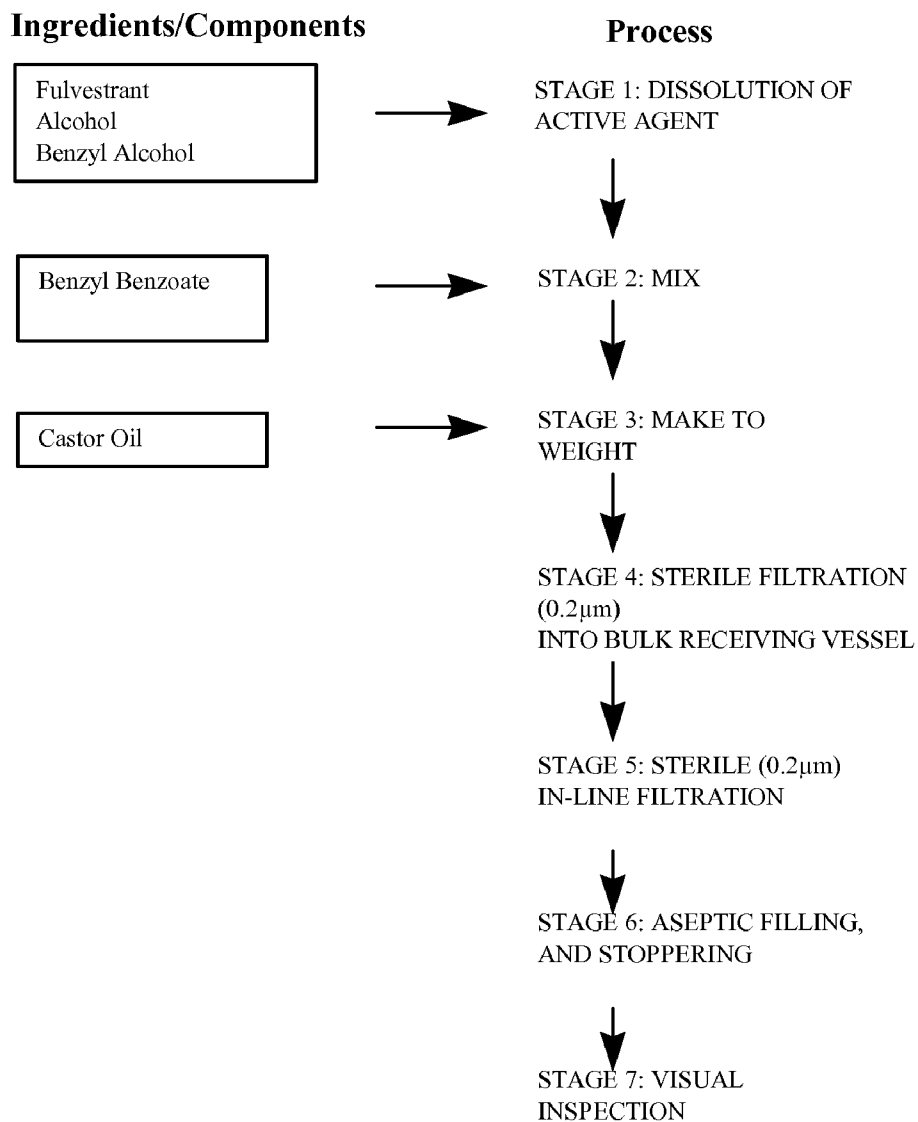 Ingredients/Components
Process
Fulvestrant
Alcohol
Benzyl Alcohol
STAGE 1: DISSOLUTION OF
ACTIVE AGENT
Benzyl Benzoate
STAGE 2: MIX
Castor Oil
STAGE 3: MAKE TO
WEIGHT
STAGE 4: STERILE FILTRATION
(0.2μm)
INTO BULK RECEIVING VESSEL
STAGE 5: STERILE (0.2μm)
IN-LINE FILTRATION
STAGE 6: ASEPTIC FILLING,
AND STOPPERING
STAGE 7: VISUAL
INSPECTION